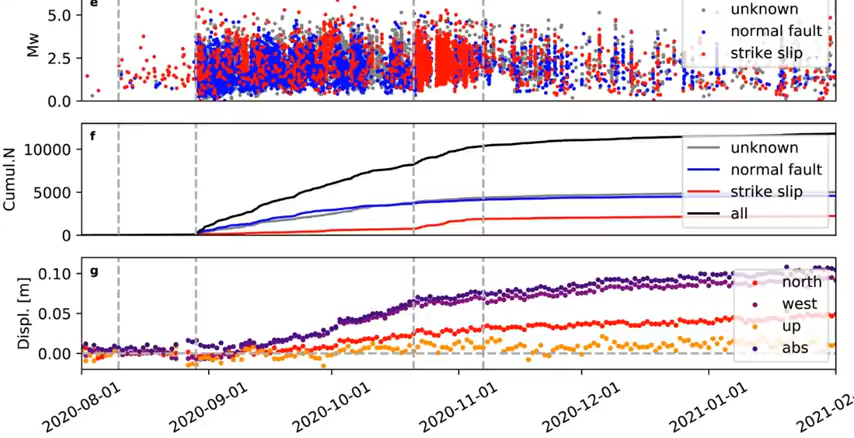 e
5.0
2.5
0.0
Mw
unknown
normal fault
strike slip
f
10000
5000
0
Cumul.N
unknown
normal fault
strike slip
all
g
0.10
0.05
0.00
Displ. [m]
north
west
up
abs
2020-08-01
2020-09-01
2020-10-01
2020-11-01
2020-12-01
2021-01-01
2021-02-